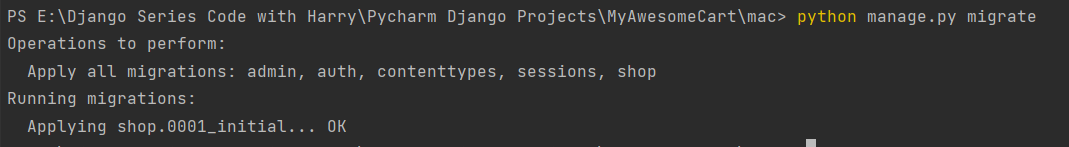 PS E:\Django Series Code with Harry\Pycharm Django Projects\MyAwesomeCart\mac> python manage.py migrate
Operations to perform:
  Apply all migrations: admin, auth, contenttypes, sessions, shop
Running migrations:
  Applying shop.0001_initial... OK